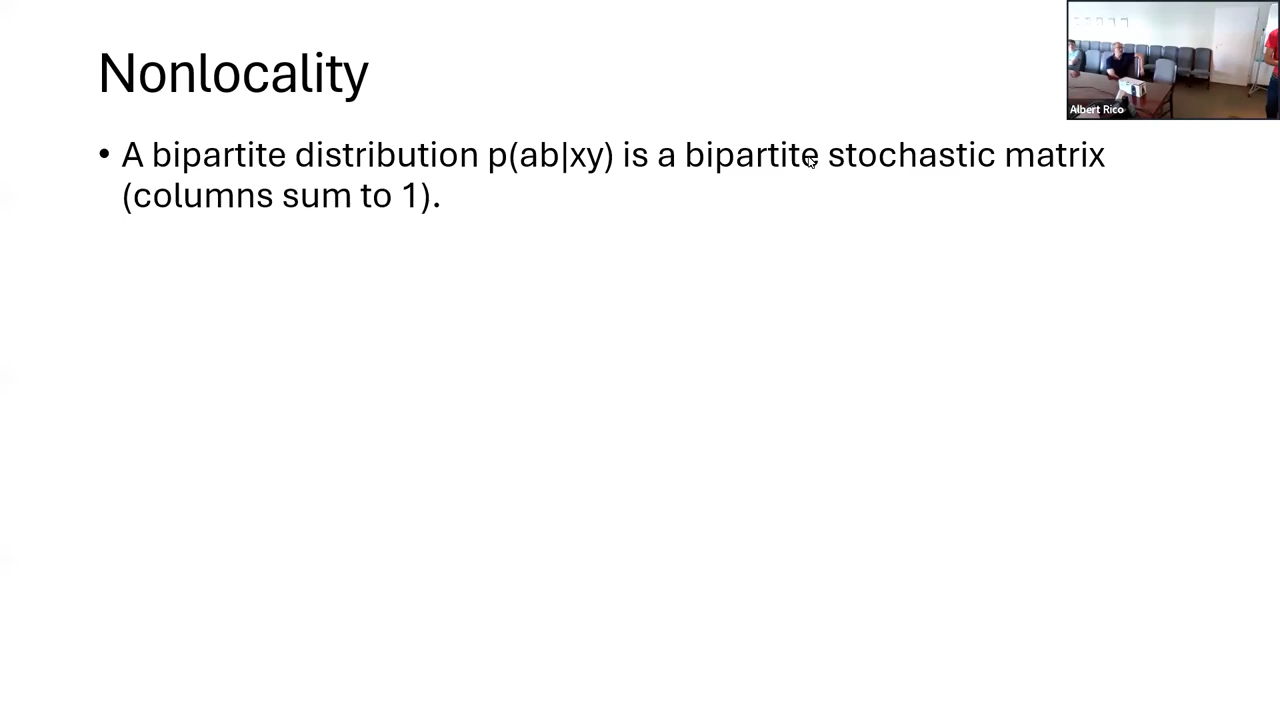 Nonlocality
• A bipartite distribution p(ab|xy) is a bipartite stochastic matrix
(columns sum to 1).
Albert Rico